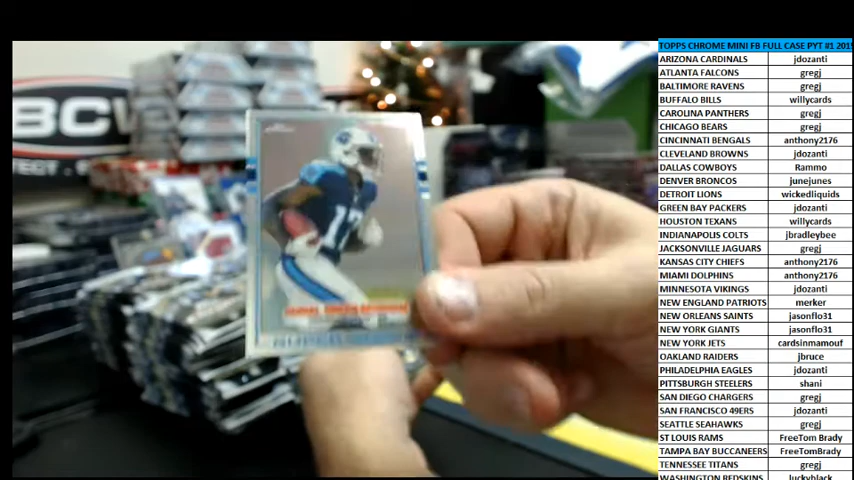 TOPPS CHROME MINI FB FULL CASE PYT #1 201
ARIZONA CARDINALS jdozanti
ATLANTA FALCONS gregj
BALTIMORE RAVENS gregj
BUFFALO BILLS willycards
CAROLINA PANTHERS gregj
CHICAGO BEARS gregj
CINCINNATI BENGALS anthony2176
CLEVELAND BROWNS jdozanti
DALLAS COWBOYS Rammo
DENVER BRONCOS junejunes
DETROIT LIONS wickedliquids
GREEN BAY PACKERS jdozanti
HOUSTON TEXANS willycards
INDIANAPOLIS COLTS jbradleybee
JACKSONVILLE JAGUARS gregj
KANSAS CITY CHIEFS anthony2176
MIAMI DOLPHINS anthony2176
MINNESOTA VIKINGS jdozanti
NEW ENGLAND PATRIOTS merker
NEW ORLEANS SAINTS jasonflo31
NEW YORK GIANTS jasonflo31
NEW YORK JETS cardsinmamouf
OAKLAND RAIDERS jbruce
PHILADELPHIA EAGLES jdozanti
PITTSBURGH STEELERS shani
SAN DIEGO CHARGERS gregj
SAN FRANCISCO 49ERS jdozanti
SEATTLE SEAHAWKS gregj
ST LOUIS RAMS FreeTom Brady
TAMPA BAY BUCCANEERS FreeTomBrady
TENNESSEE TITANS gregj
WASHINGTON REDSKINS luckyblack
BCW
17